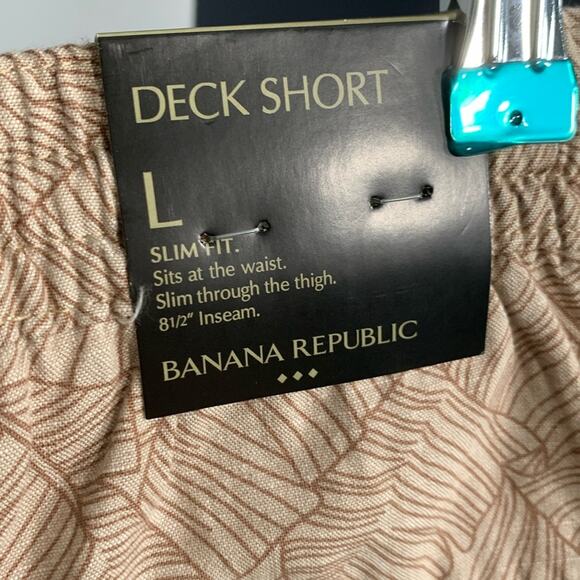 DECK SHORT
L
SLIM FIT.
Sits at the waist.
Slim through the thigh.
81/2" Inseam.
BANANA REPUBLIC